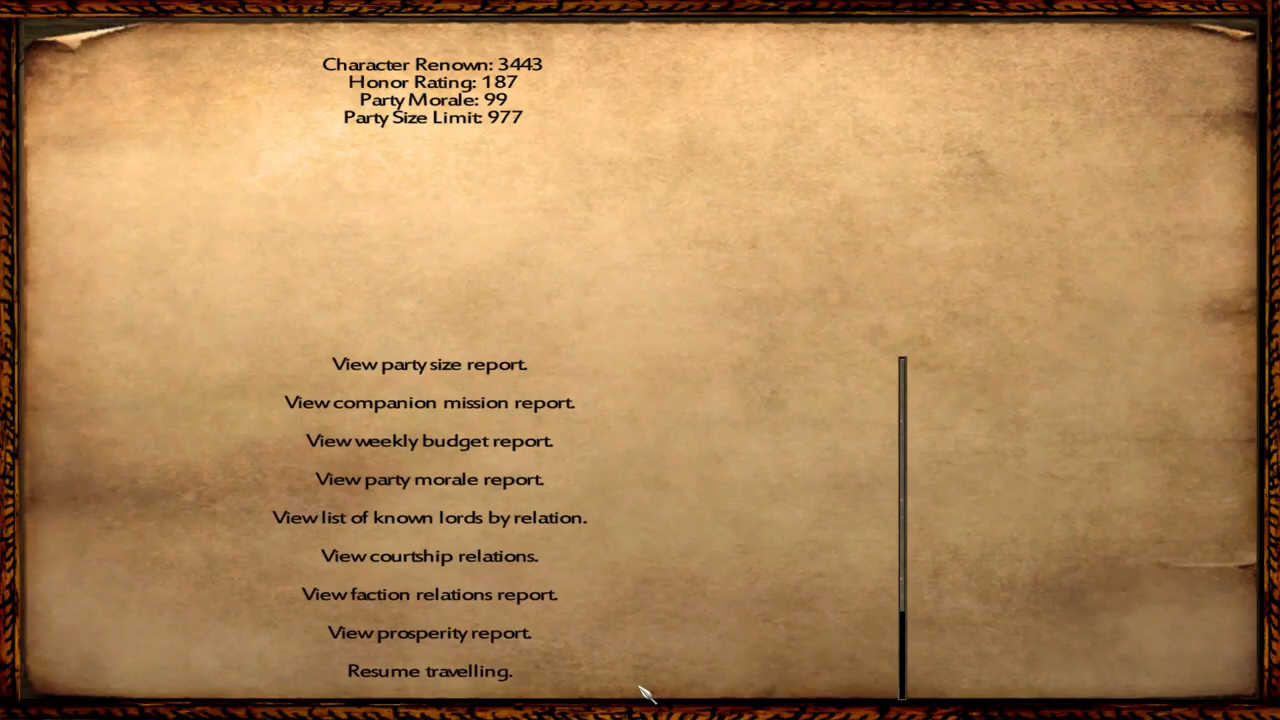 Character Renown: 3443
Honor Rating: 187
Party Morale: 99
Party Size Limit: 977
View party size report.
View companion mission report.
View weekly budget report.
View party morale report.
View list of known lords by relation.
View courtship relations.
View faction relations report.
View prosperity report.
Resume travelling.